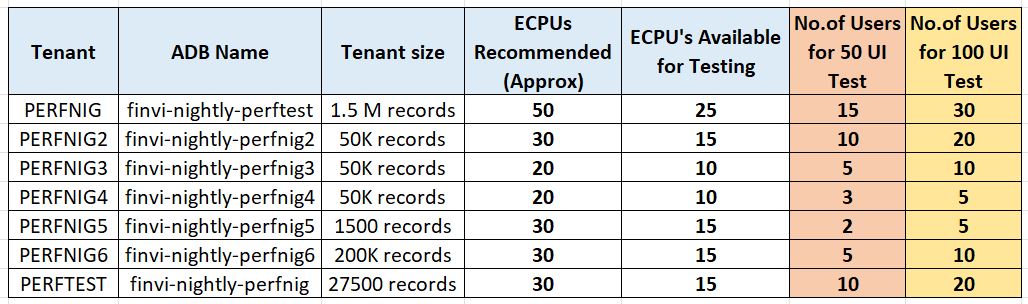 Tenant ADB Name Tenant size ECPUs Recommended (Approx) ECPU's Available for Testing No.of Users for 50 UI Test No.of Users for 100 UI Test
PERFNIG finvi-nightly-perftest 1.5 M records 50 25 15 30
PERFNIG2 finvi-nightly-perfnig2 50K records 30 15 10 20
PERFNIG3 finvi-nightly-perfnig3 50K records 20 10 5 10
PERFNIG4 finvi-nightly-perfnig4 50K records 20 10 3 5
PERFNIG5 finvi-nightly-perfnig5 1500 records 30 15 2 5
PERFNIG6 finvi-nightly-perfnig6 200K records 30 15 5 10
PERFTEST finvi-nightly-perfnig 27500 records 30 15 10 20